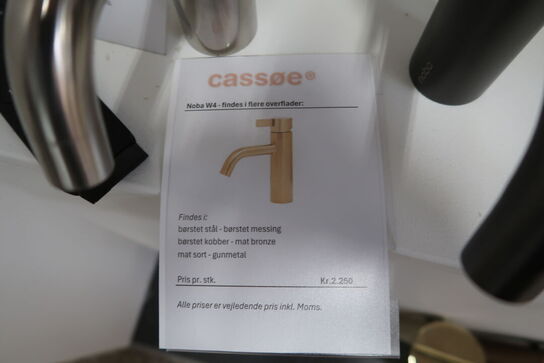 cassøe®
Noba W4 - findes i flere overflader:
Findes i:
børstet stål - børstet messing
børstet kobber - mat bronze
mat sort - gunmetal
Pris pr. stk. Kr.2.250
Alle priser er vejledende pris inkl. Moms.
noba